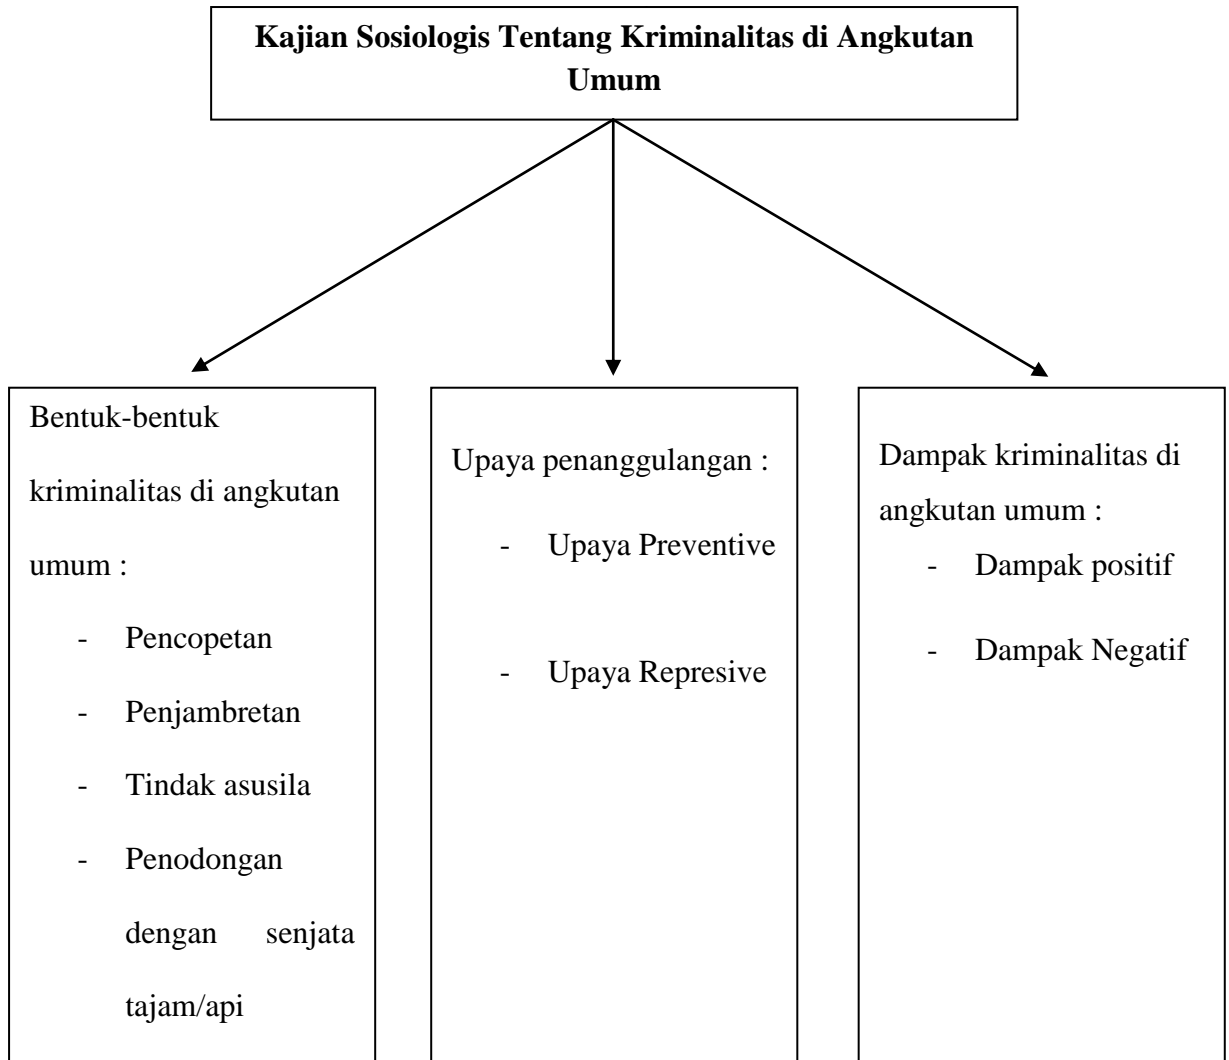 Kajian Sosiologis Tentang Kriminalitas di Angkutan
Umum
Bentuk-bentuk
kriminalitas di angkutan
umum :
- Pencopetan
- Penjambretan
- Tindak asusila
- Penodongan
dengan senjata
tajam/api
Upaya penanggulangan :
- Upaya Preventive
- Upaya Represive
Dampak kriminalitas di
angkutan umum :
- Dampak positif
- Dampak Negatif